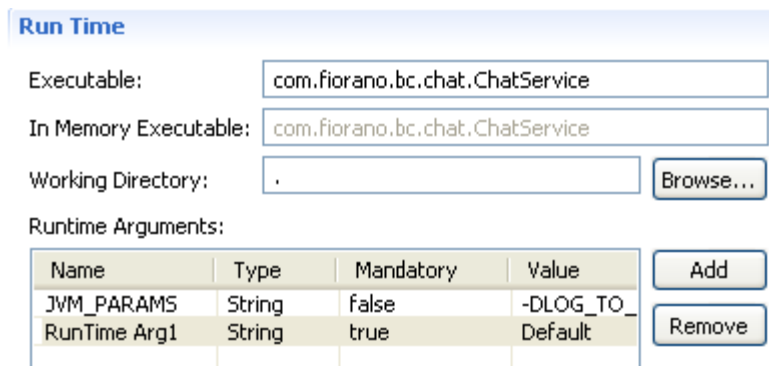 Run Time
Executable: com.fiorano.bc.chat.ChatService
In Memory Executable: com.fiorano.bc.chat.ChatService
Working Directory: . Browse...
Runtime Arguments:
Name Type Mandatory Value Add
JVM_PARAMS String false -DLOG_TO_
RunTime Arg1 String true Default Remove